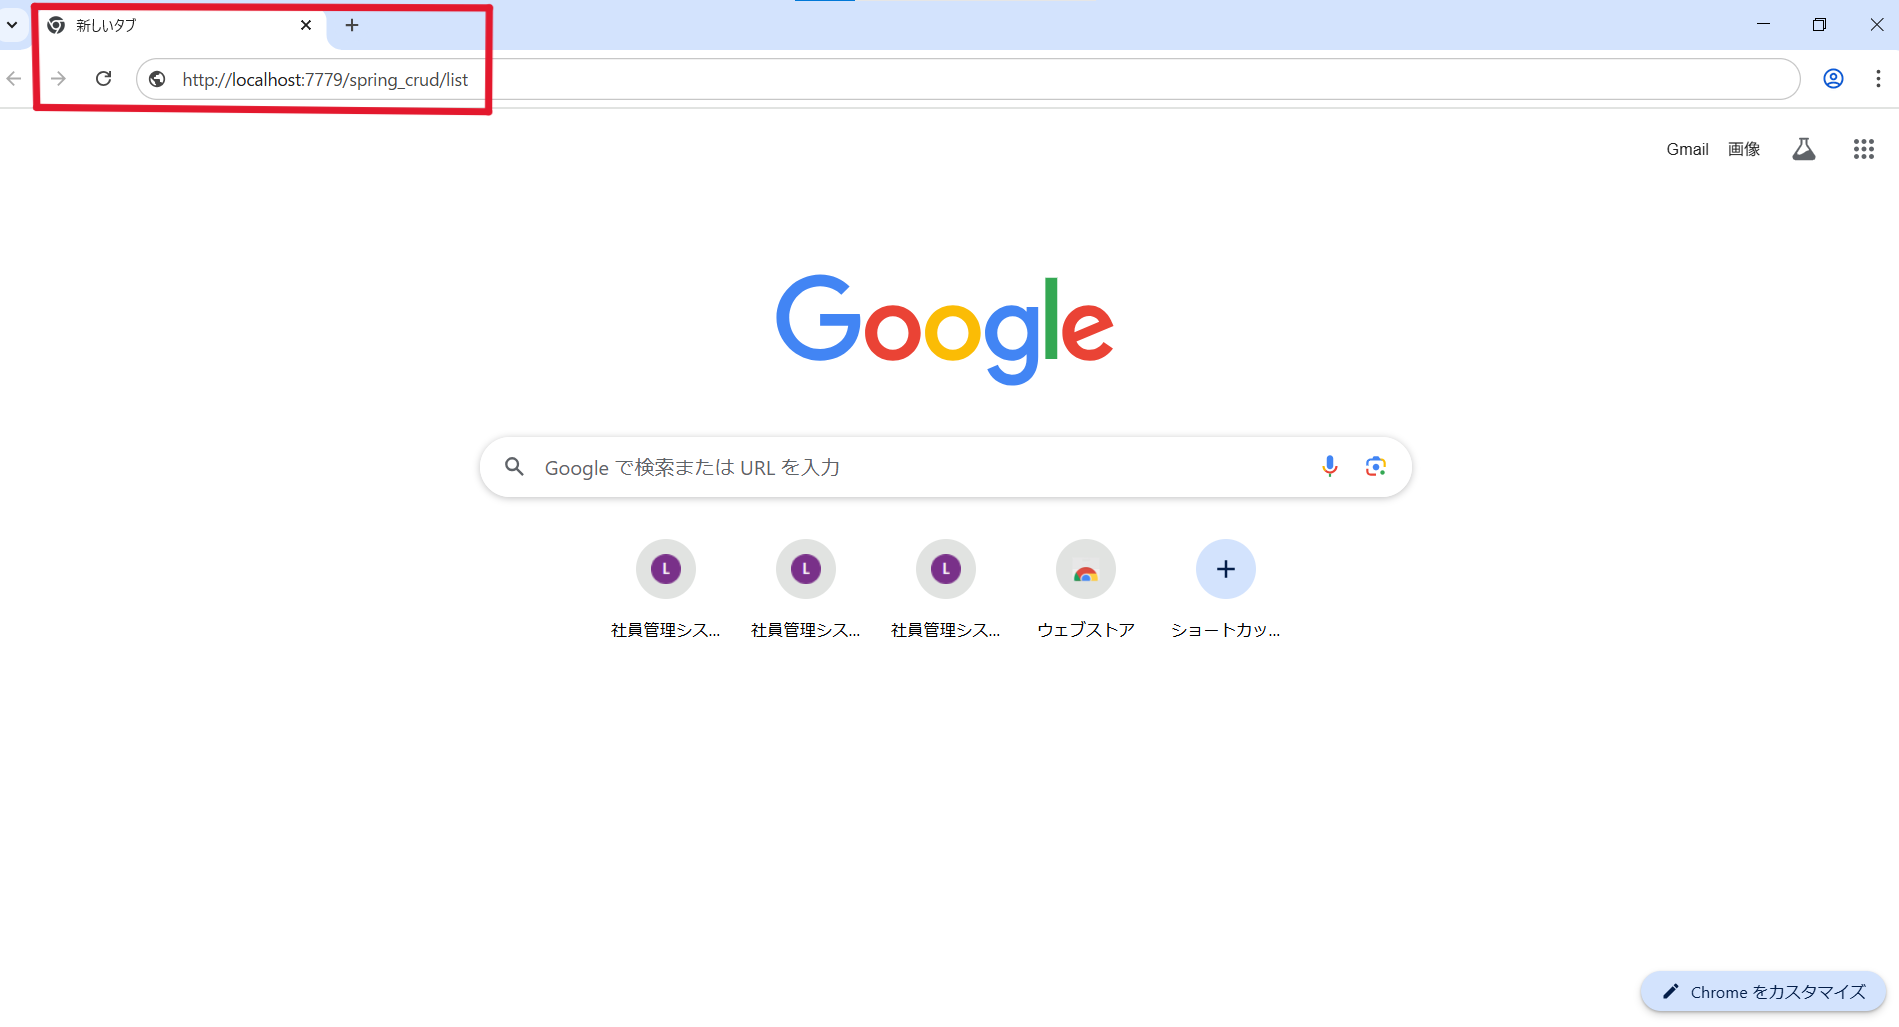 新しいタブ
http://localhost:7779/spring_crud/list
Gmail 画像
Google
Google で検索または URL を入力
L L L
社員管理シス... 社員管理シス... 社員管理シス... ウェブストア ショートカッ...
Chrome をカスタマイズ